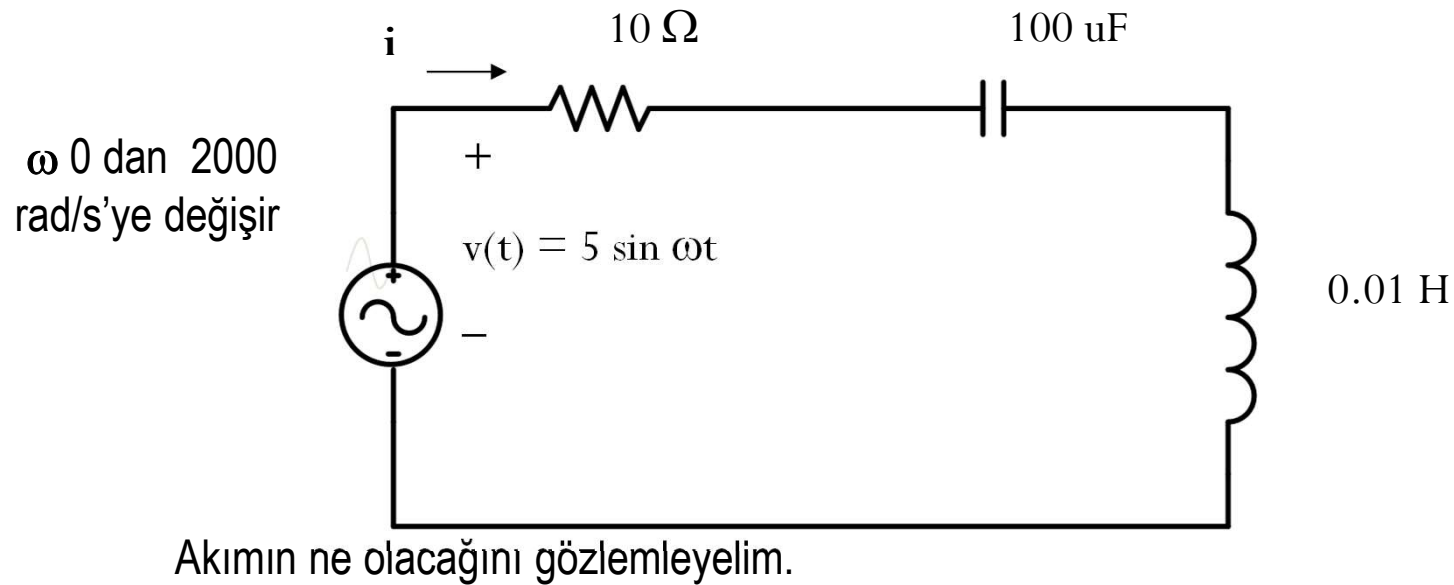 i
10 Ω
100 uF
ω 0 dan 2000
rad/s'ye değişir
+
v(t) = 5 sin ωt
+
0.01 H
−
-
Akımın ne olacağını gözlemleyelim.